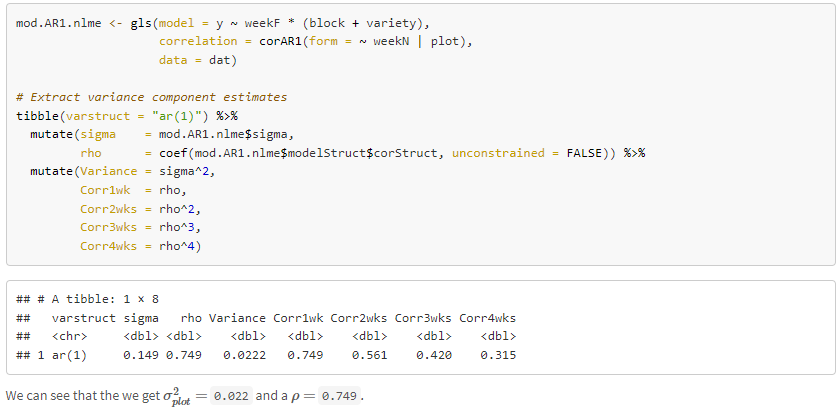 mod.AR1.nlme <- gls(model = y ~ weekF * (block + variety),
correlation = corAR1(form = ~ weekN | plot),
data = dat)
# Extract variance component estimates
tibble(varstruct = "ar(1)") %>%
mutate(sigma = mod.AR1.nlme$sigma,
rho = coef(mod.AR1.nlme$modelStruct$corStruct, unconstrained = FALSE)) %>%
mutate(Variance = sigma^2,
Corr1wk = rho,
Corr2wks = rho^2,
Corr3wks = rho^3,
Corr4wks = rho^4)
## # A tibble: 1 × 8
## varstruct sigma rho Variance Corr1wk Corr2wks Corr3wks Corr4wks
## <chr> <dbl> <dbl> <dbl> <dbl> <dbl> <dbl> <dbl>
## 1 ar(1) 0.149 0.749 0.0222 0.749 0.561 0.420 0.315
We can see that the we get σ²plot = 0.022 and a ρ = 0.749 .